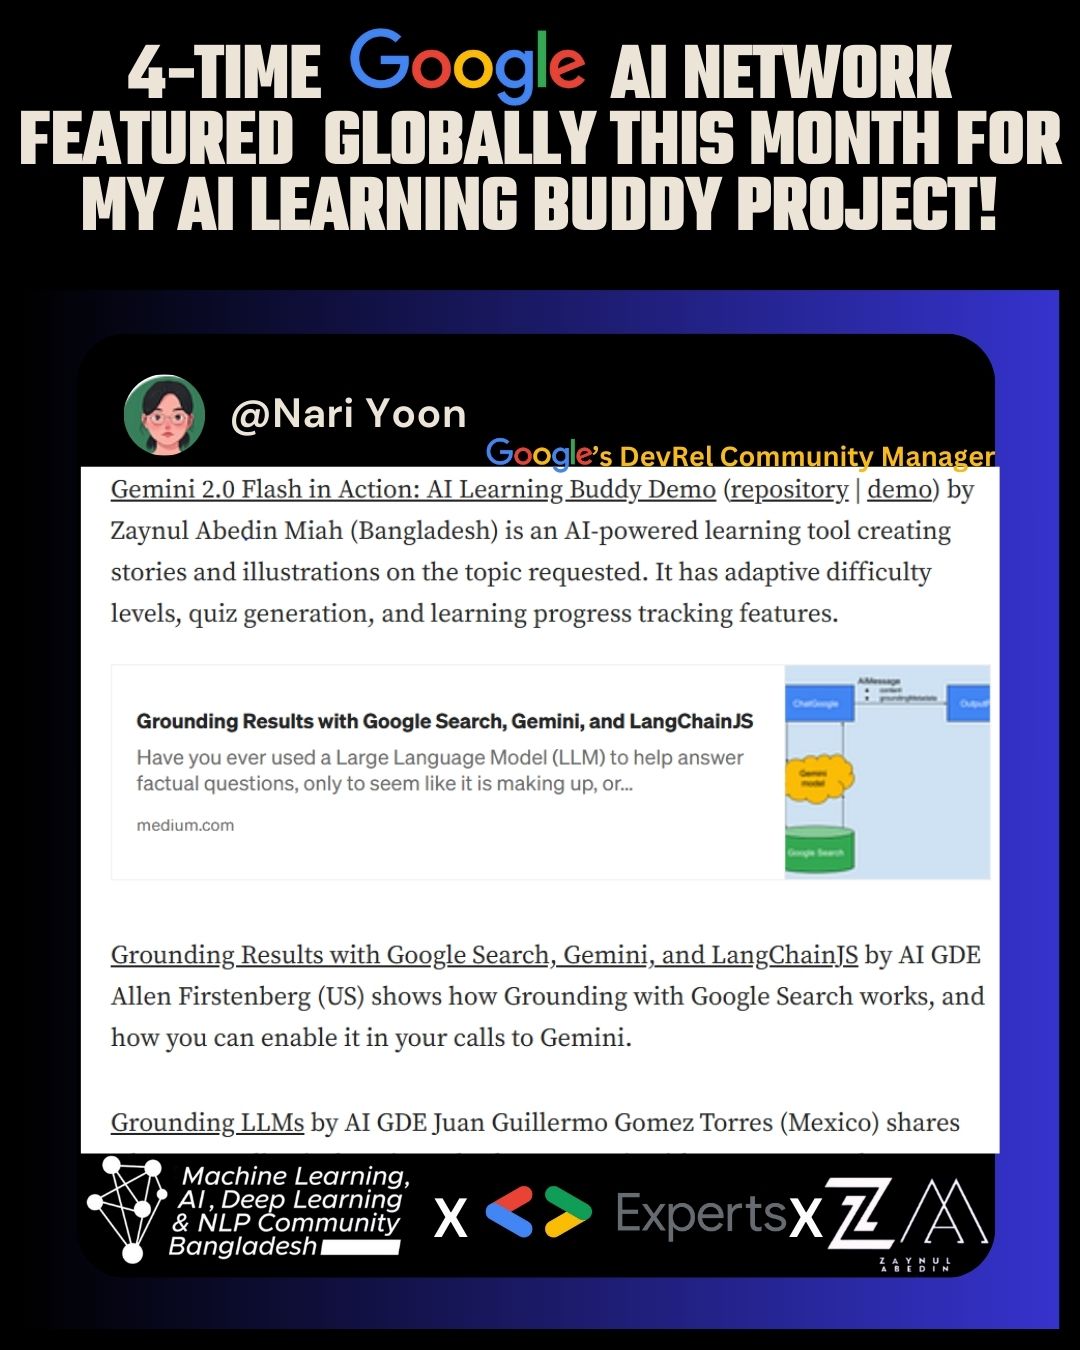 4-TIME Google AI NETWORK
FEATURED GLOBALLY THIS MONTH FOR
MY AI LEARNING BUDDY PROJECT!
@Nari Yoon
Google's DevRel Community Manager
Gemini 2.0 Flash in Action: AI Learning Buddy Demo (repository | demo) by
Zaynul Abedin Miah (Bangladesh) is an AI-powered learning tool creating
stories and illustrations on the topic requested. It has adaptive difficulty
levels, quiz generation, and learning progress tracking features.
Grounding Results with Google Search, Gemini, and LangChainJS
Have you ever used a Large Language Model (LLM) to help answer
factual questions, only to seem like it is making up, or...
medium.com
AIMessage
content
groundingMetadata
ChatGoogle
Gemini
model
Google Search
Grounding Results with Google Search, Gemini, and LangChainJS by AI GDE
Allen Firstenberg (US) shows how Grounding with Google Search works, and
how you can enable it in your calls to Gemini.
Grounding LLMs by AI GDE Juan Guillermo Gomez Torres (Mexico) shares
Machine Learning,
AI, Deep Learning
& NLP Community
Bangladesh
X Experts X
ZAYNUL
ABEDIN